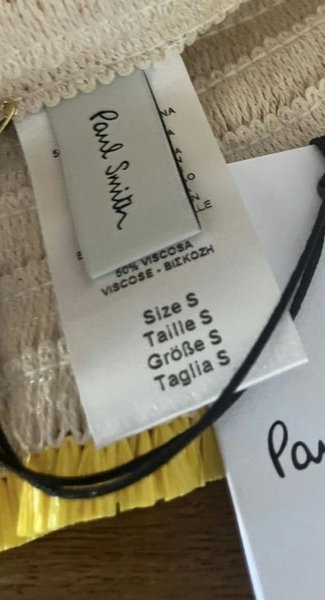 Paul Smith
50% VISCOSA
VISCOSE - BIZKOZH
Size S
Taille S
Größe S
Taglia S
Pau